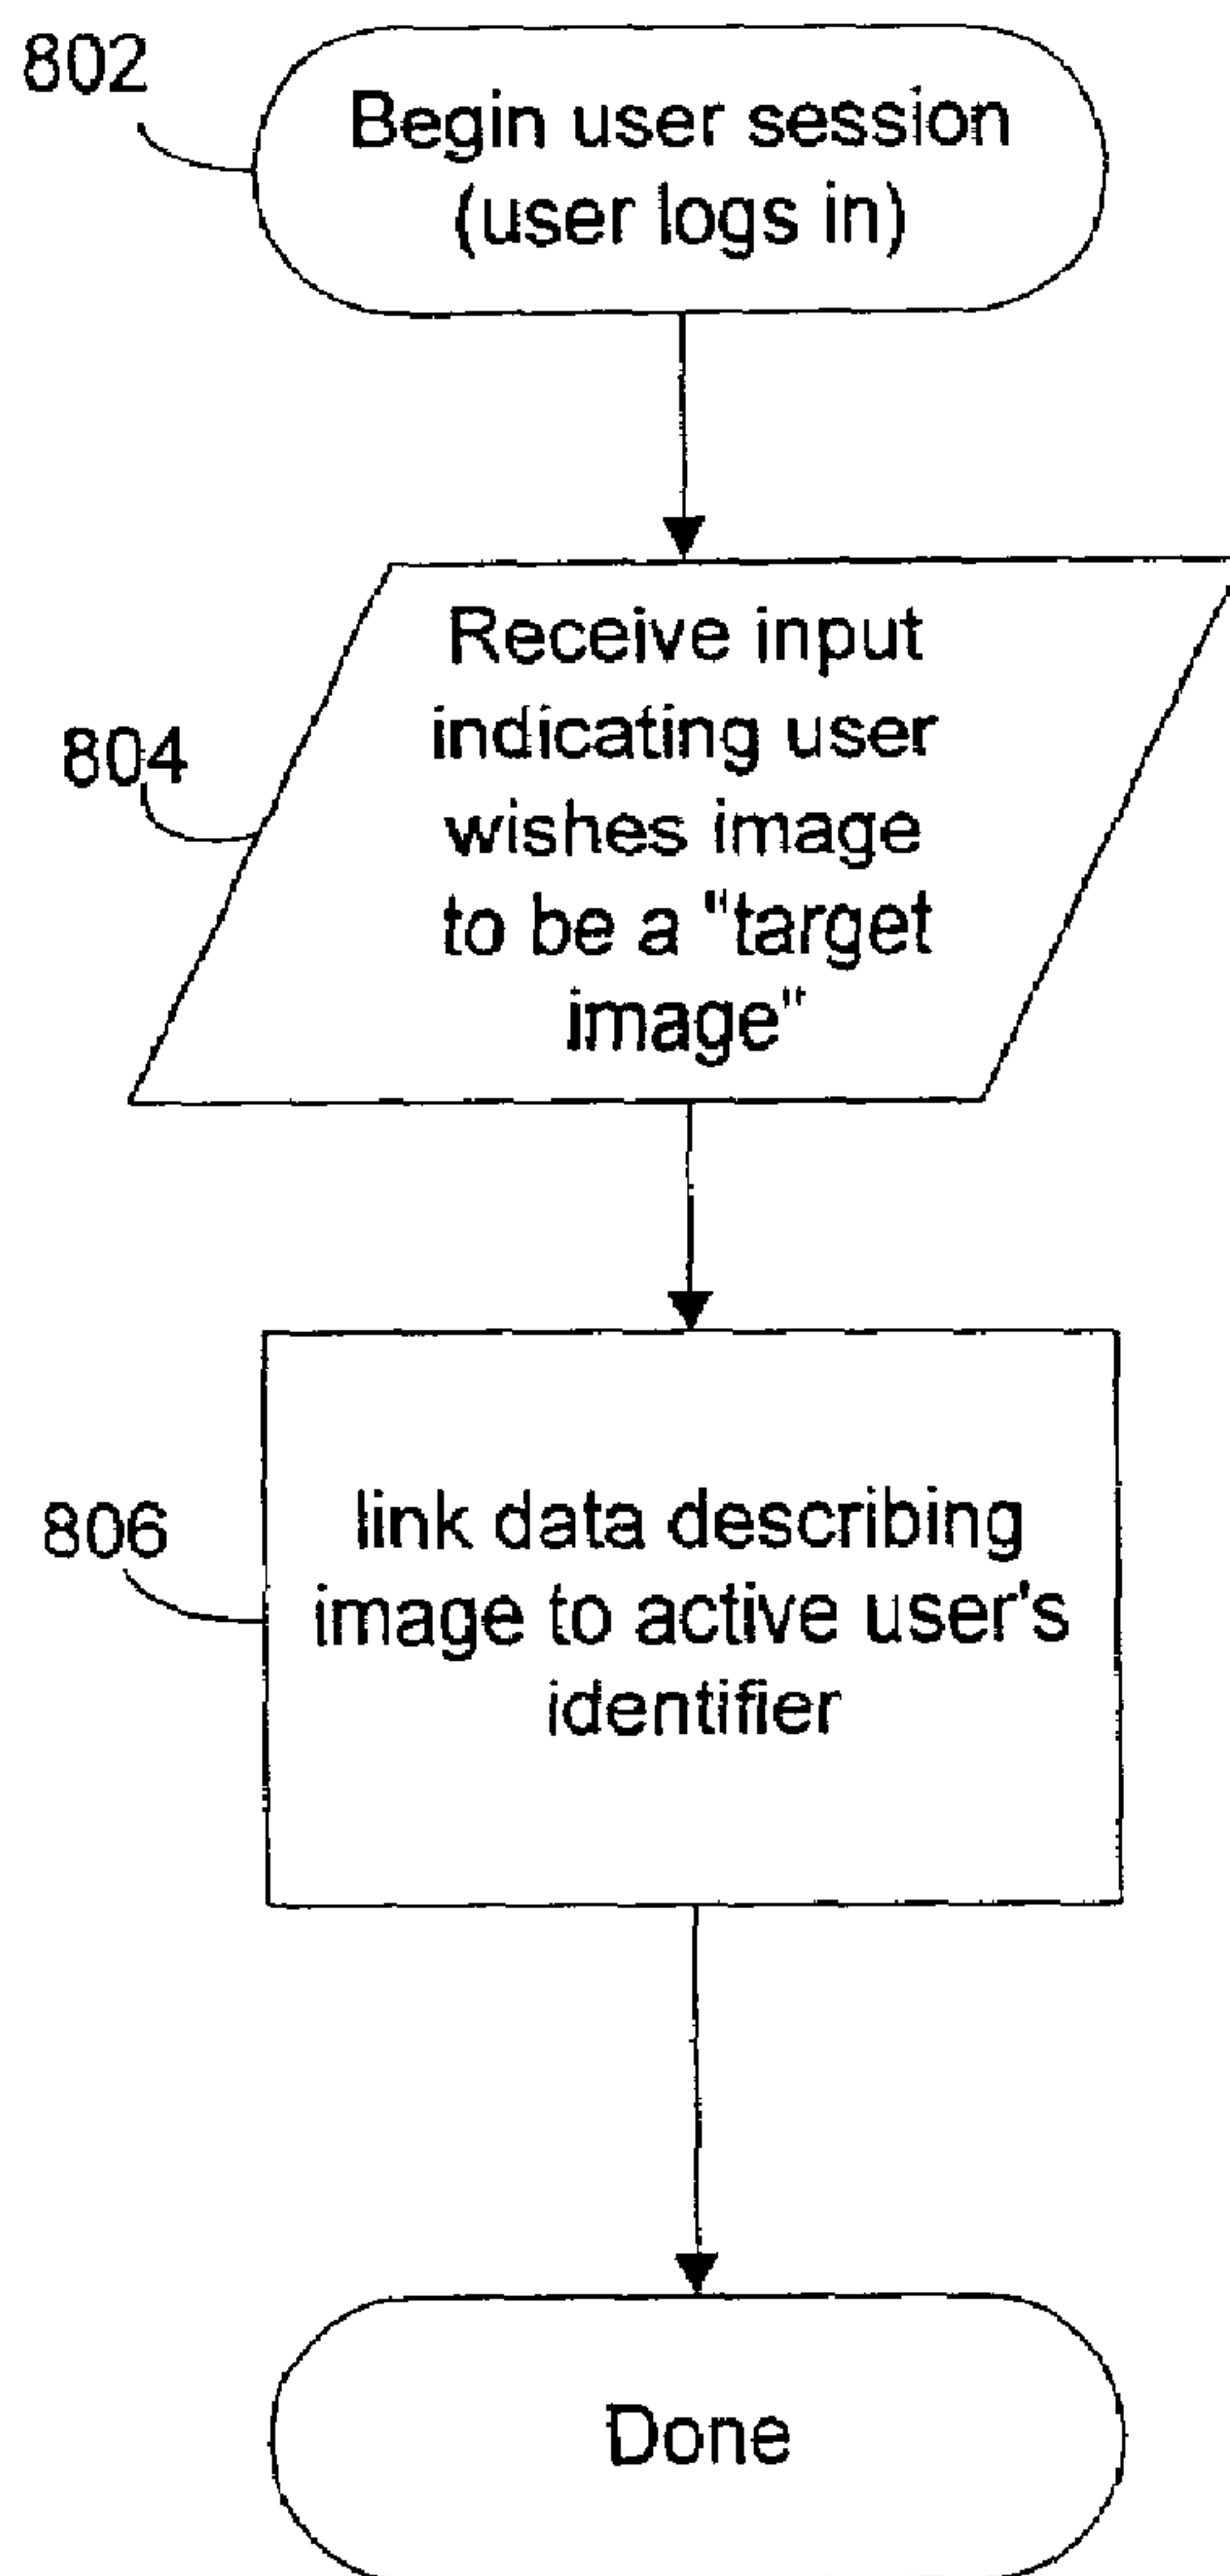 802
Begin user session
(user logs in)
804
Receive input
indicating user
wishes image
to be a "target
image"
806
link data describing
image to active user's
identifier
Done